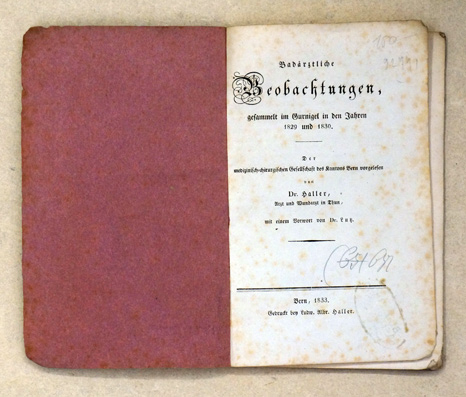 Badärztliche
Beobachtungen,
gesammelt im Gurnigel in den Jahren
1829 und 1830.
Der
medizinisch-chirurgischen Gesellschaft des Kantons Bern vorgelesen
von
Dr. Haller,
Arzt und Wundarzt in Thun,
mit einem Vorwort von Dr. Lutz.
Bern, 1833.
Gedruckt bey Ludw. Albr. Haller.